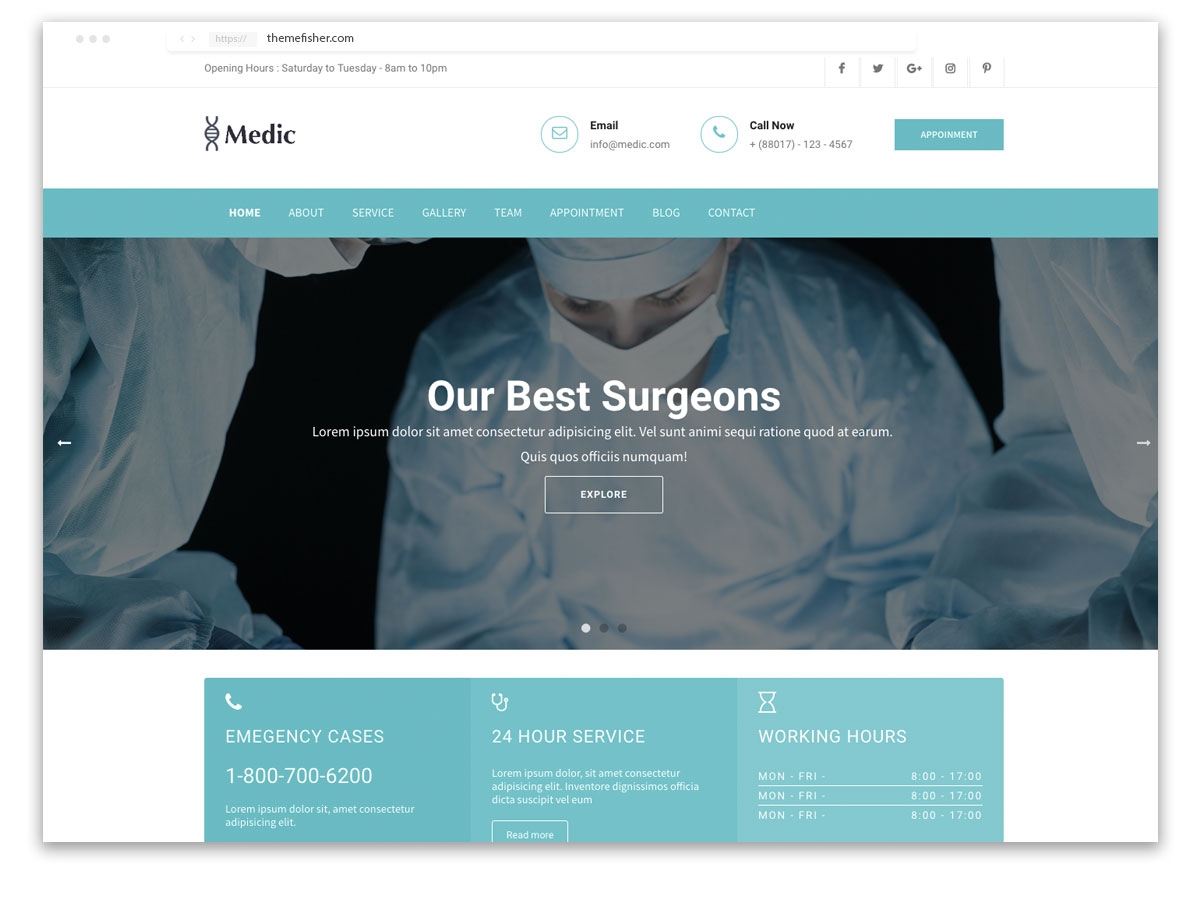 https://
themefisher.com
Opening Hours : Saturday to Tuesday - 8am to 10pm
Medic
Email
info@medic.com
Call Now
+ (88017) - 123 - 4567
APPOINMENT
HOME ABOUT SERVICE GALLERY TEAM APPOINTMENT BLOG CONTACT
Our Best Surgeons
Lorem ipsum dolor sit amet consectetur adipisicing elit. Vel sunt animi sequi ratione quod at earum.
Quis quos officiis numquam!
EXPLORE
EMEGENCY CASES
1-800-700-6200
Lorem ipsum dolor sit, amet consectetur
adipisicing elit.
24 HOUR SERVICE
Lorem ipsum dolor, sit amet consectetur
adipisicing elit. Inventore dignissimos officia
dicta suscipit vel eum
Read more
WORKING HOURS
MON - FRI - 8:00 - 17:00
MON - FRI - 8:00 - 17:00
MON - FRI - 8:00 - 17:00